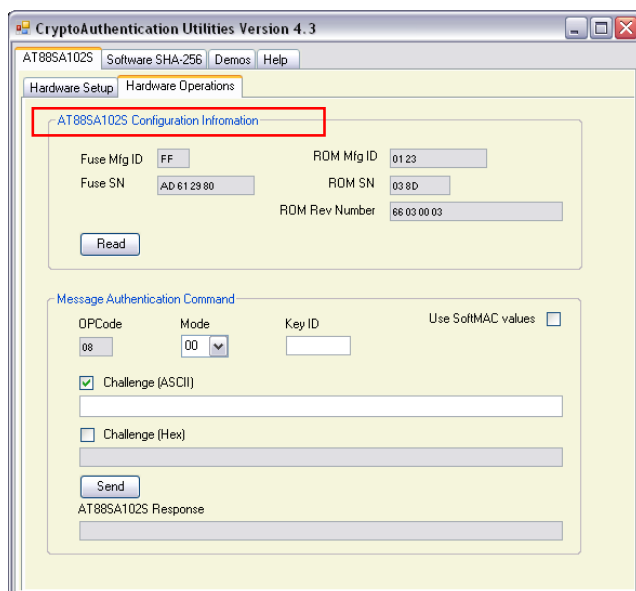 CryptoAuthentication Utilities Version 4.3
AT88SA102S Software SHA-256 Demos Help
Hardware Setup Hardware Operations
AT88SA102S Configuration Infromation
Fuse Mfg ID FF ROM Mfg ID 01 23
Fuse SN AD 61 29 80 ROM SN 03 8D
ROM Rev Number 66 03 00 03
Read
Message Authentication Command
OPCode Mode Key ID Use SoftMAC values
08 00
Challenge (ASCII)
Challenge (Hex)
Send
AT88SA102S Response